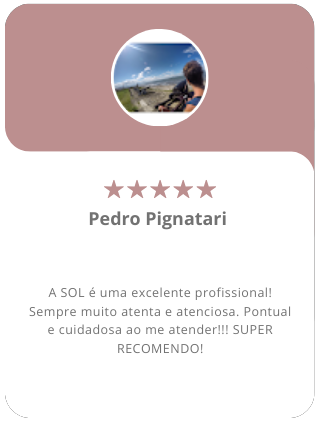 Pedro Pignatari
A SOL é uma excelente profissional!
Sempre muito atenta e atenciosa. Pontual
e cuidadosa ao me atender!!! SUPER
RECOMENDO!